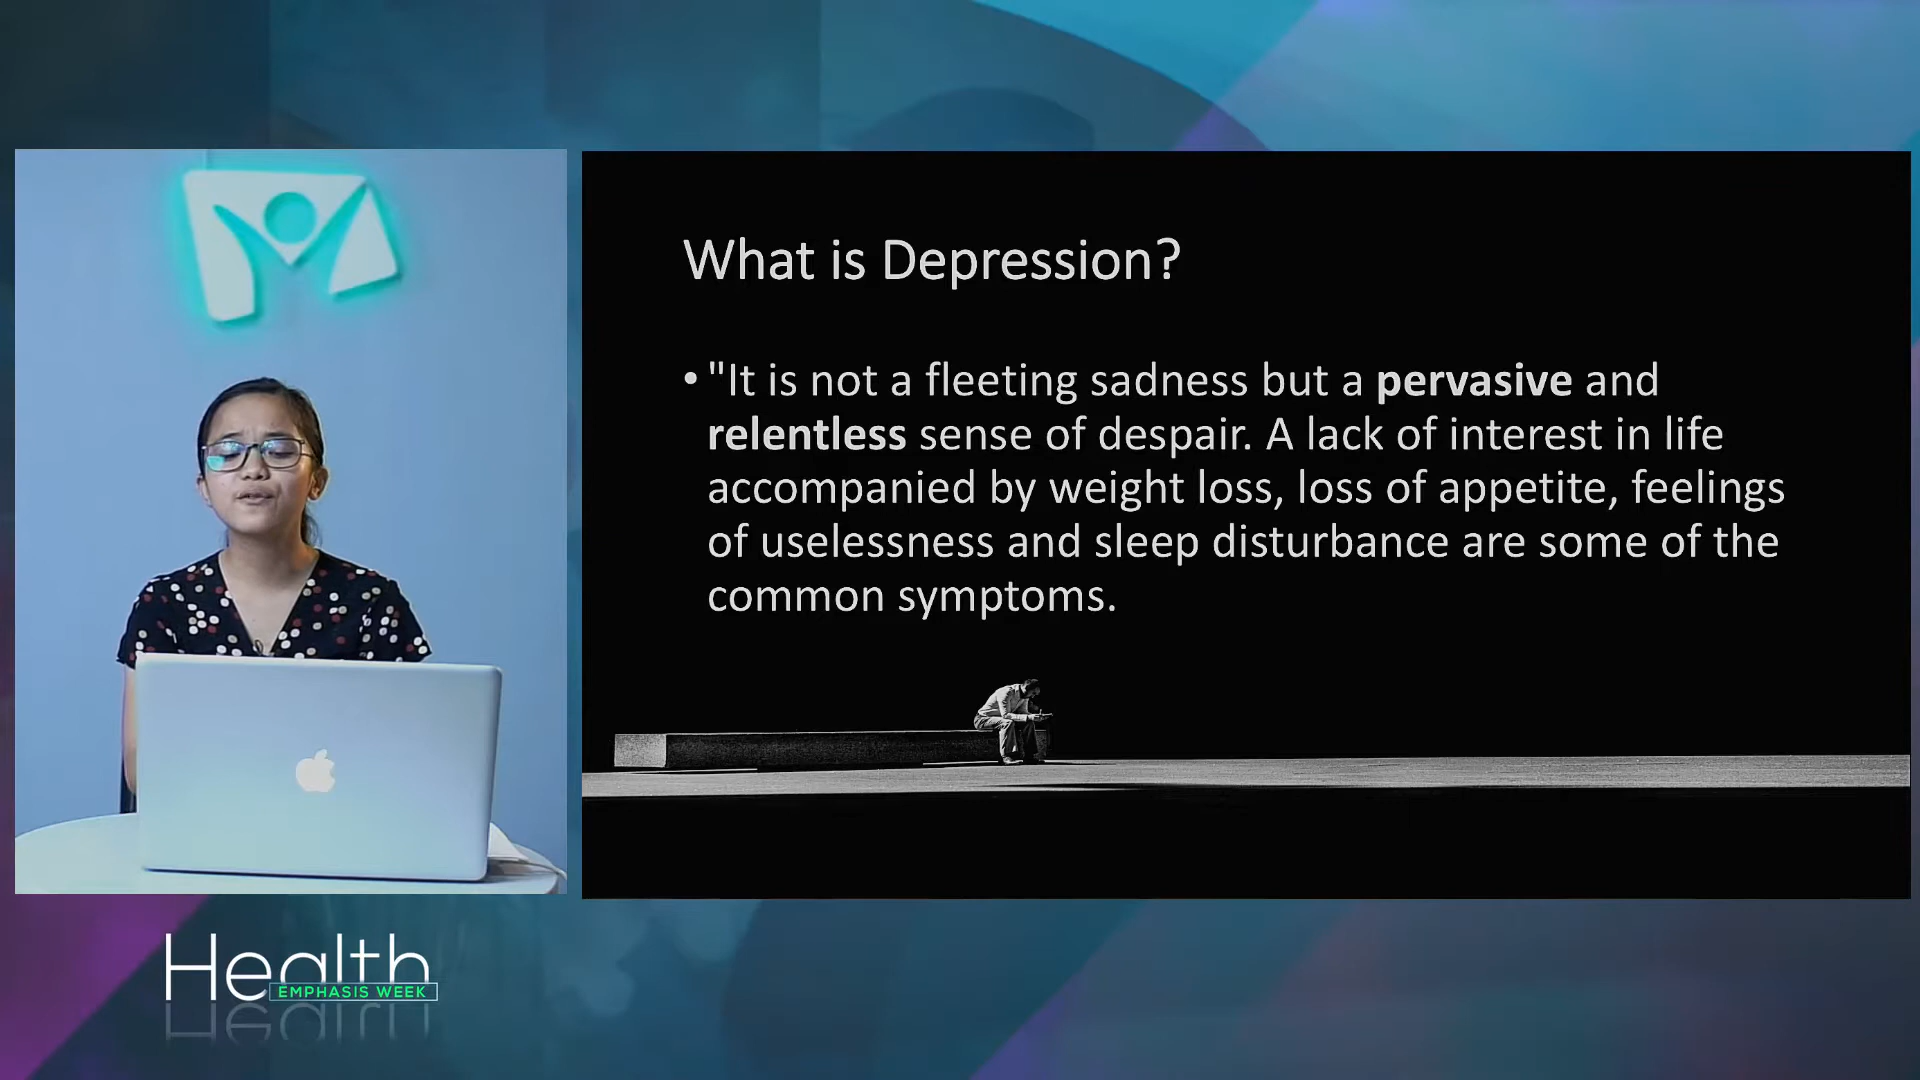 What is Depression?
• "It is not a fleeting sadness but a pervasive and
relentless sense of despair. A lack of interest in life
accompanied by weight loss, loss of appetite, feelings
of uselessness and sleep disturbance are some of the
common symptoms.
Health
EMPHASIS WEEK